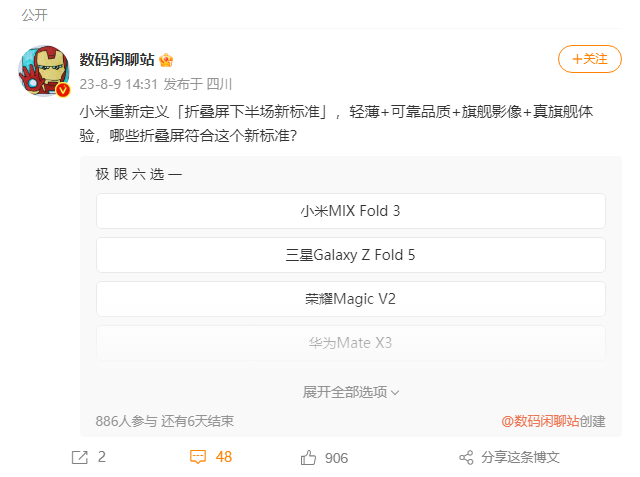 公开
数码闲聊站
+关注
23-8-9 14:31 发布于 四川
小米重新定义「折叠屏下半场新标准」，轻薄+可靠品质+旗舰影像+真旗舰体
验，哪些折叠屏符合这个新标准？
极限六选一
小米MIX Fold 3
三星Galaxy Z Fold 5
荣耀Magic V2
华为Mate X3
展开全部选项
886人参与 还有6天结束
@数码闲聊站创建
2
48
906
分享这条博文